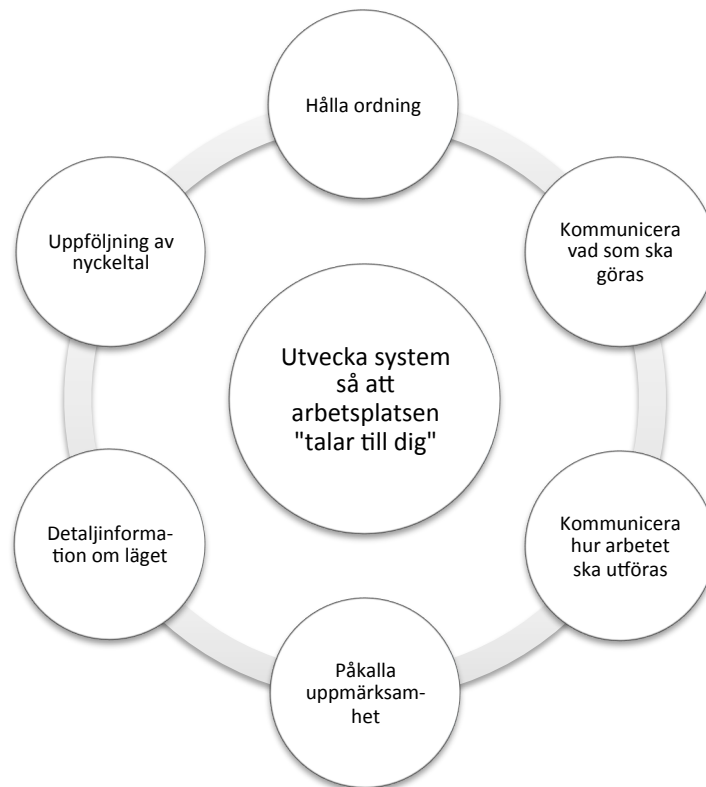 Hålla ordning
Kommunicera
vad som ska
göras
Kommunicera
hur arbetet
ska utföras
Påkalla
uppmärksam-
het
Detaljinforma-
tion om läget
Uppföljning av
nyckeltal
Utvecka system
så att
arbetsplatsen
"talar till dig"